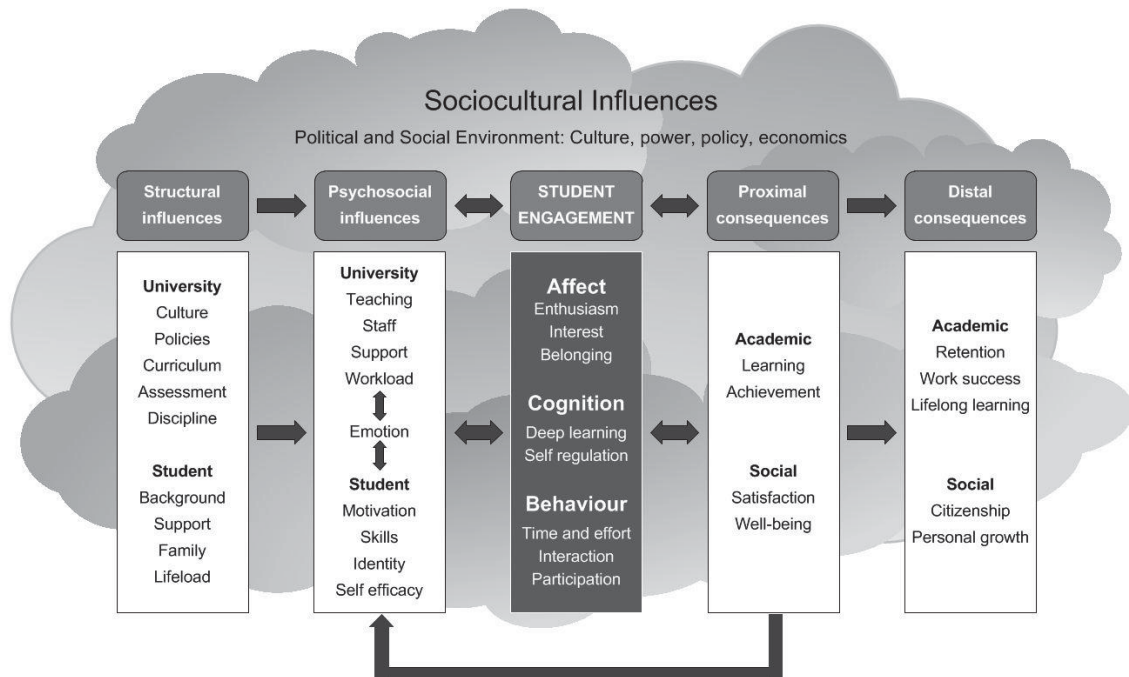 Sociocultural Influences
Political and Social Environment: Culture, power, policy, economics
Structural
influences
Psychosocial
influences
STUDENT
ENGAGEMENT
Proximal
consequences
Distal
consequences
University
Culture
Policies
Curriculum
Assessment
Discipline
Student
Background
Support
Family
Lifeload
University
Teaching
Staff
Support
Workload
Emotion
Student
Motivation
Skills
Identity
Self efficacy
Affect
Enthusiasm
Interest
Belonging
Cognition
Deep learning
Self regulation
Behaviour
Time and effort
Interaction
Participation
Academic
Learning
Achievement
Social
Satisfaction
Well-being
Academic
Retention
Work success
Lifelong learning
Social
Citizenship
Personal growth